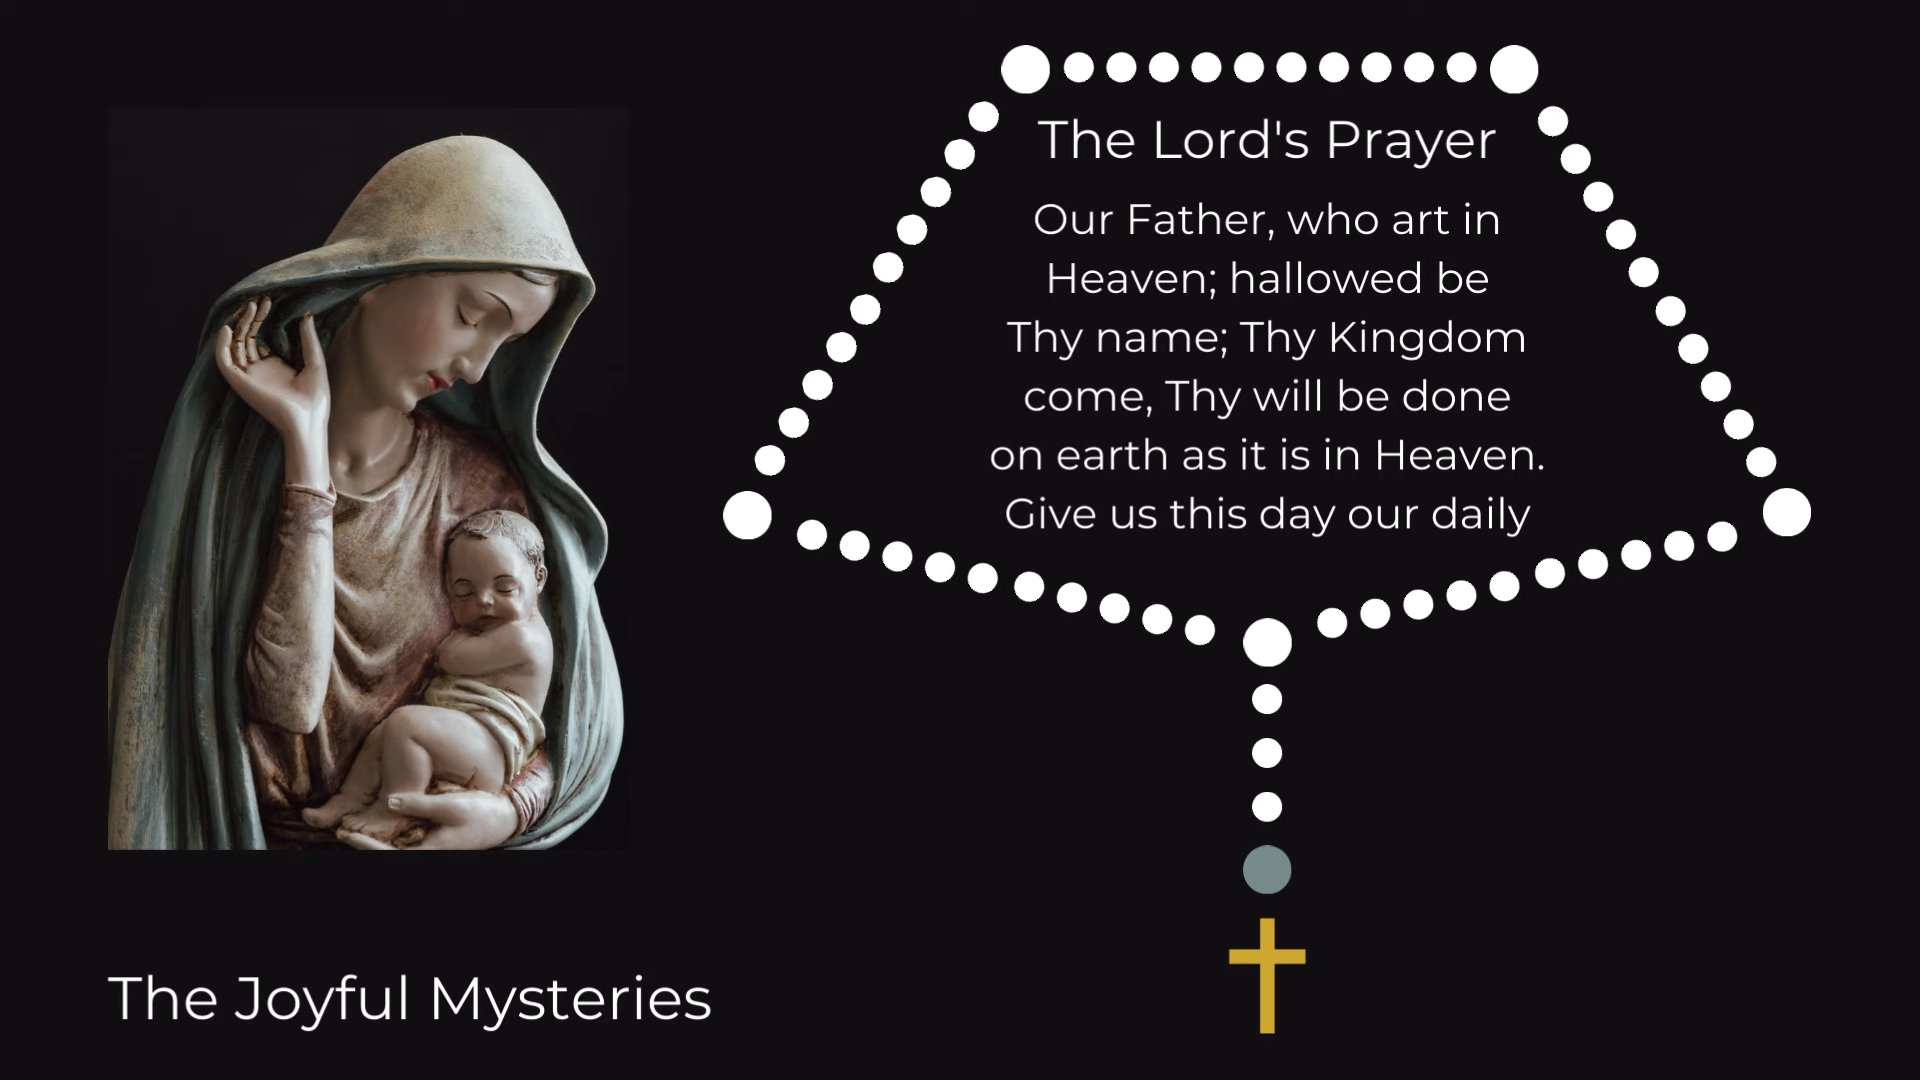 The Lord's Prayer
Our Father, who art in
Heaven; hallowed be
Thy name; Thy Kingdom
come, Thy will be done
on earth as it is in Heaven.
Give us this day our daily
The Joyful Mysteries